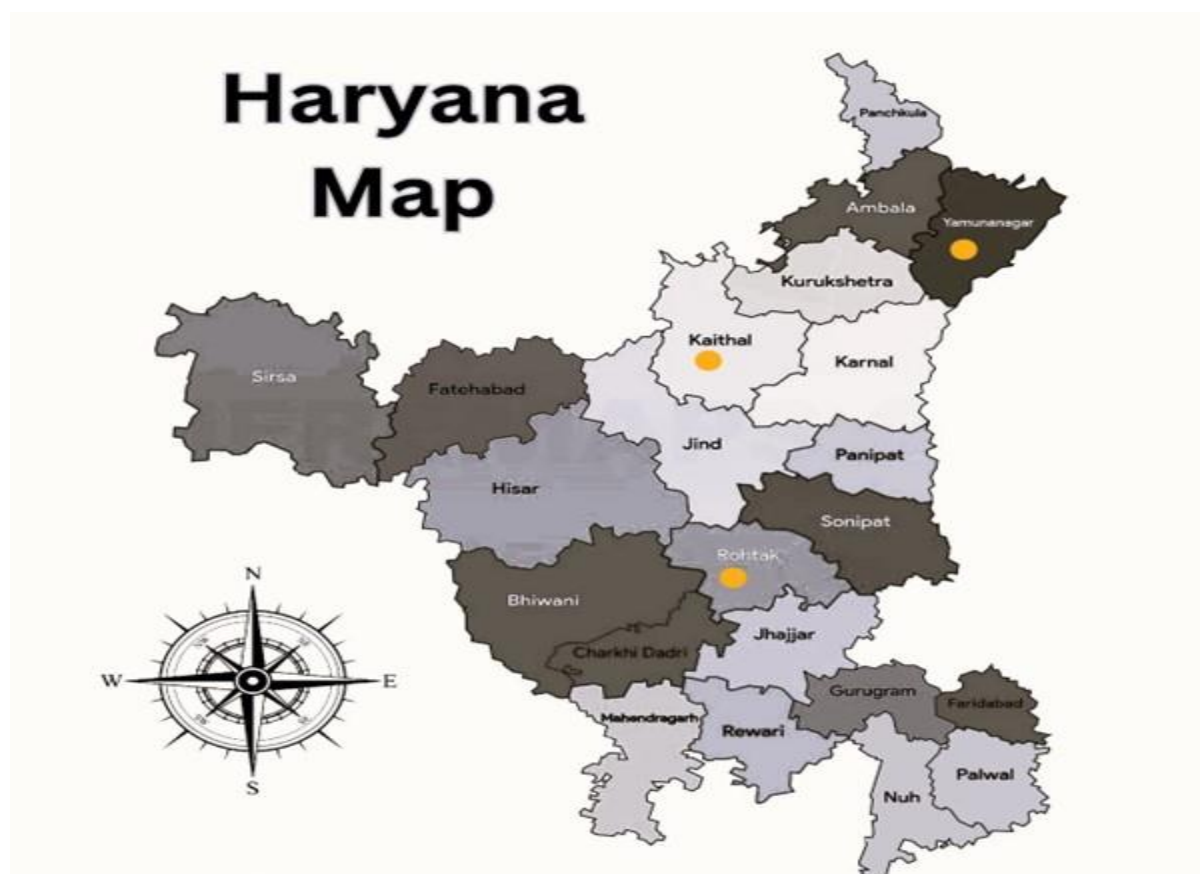 Haryana
Map
Panchkula
Ambala
Yamunanagar
Kurukshetra
Kaithal
Karnal
Sirsa
Fatehabad
Jind
Panipat
Hisar
Sonipat
Rohtak
Bhiwani
Jhajjar
Charkhi Dadri
Gurugram
Faridabad
Mahendragarh
Rewari
Palwal
Nuh
N
W
E
S